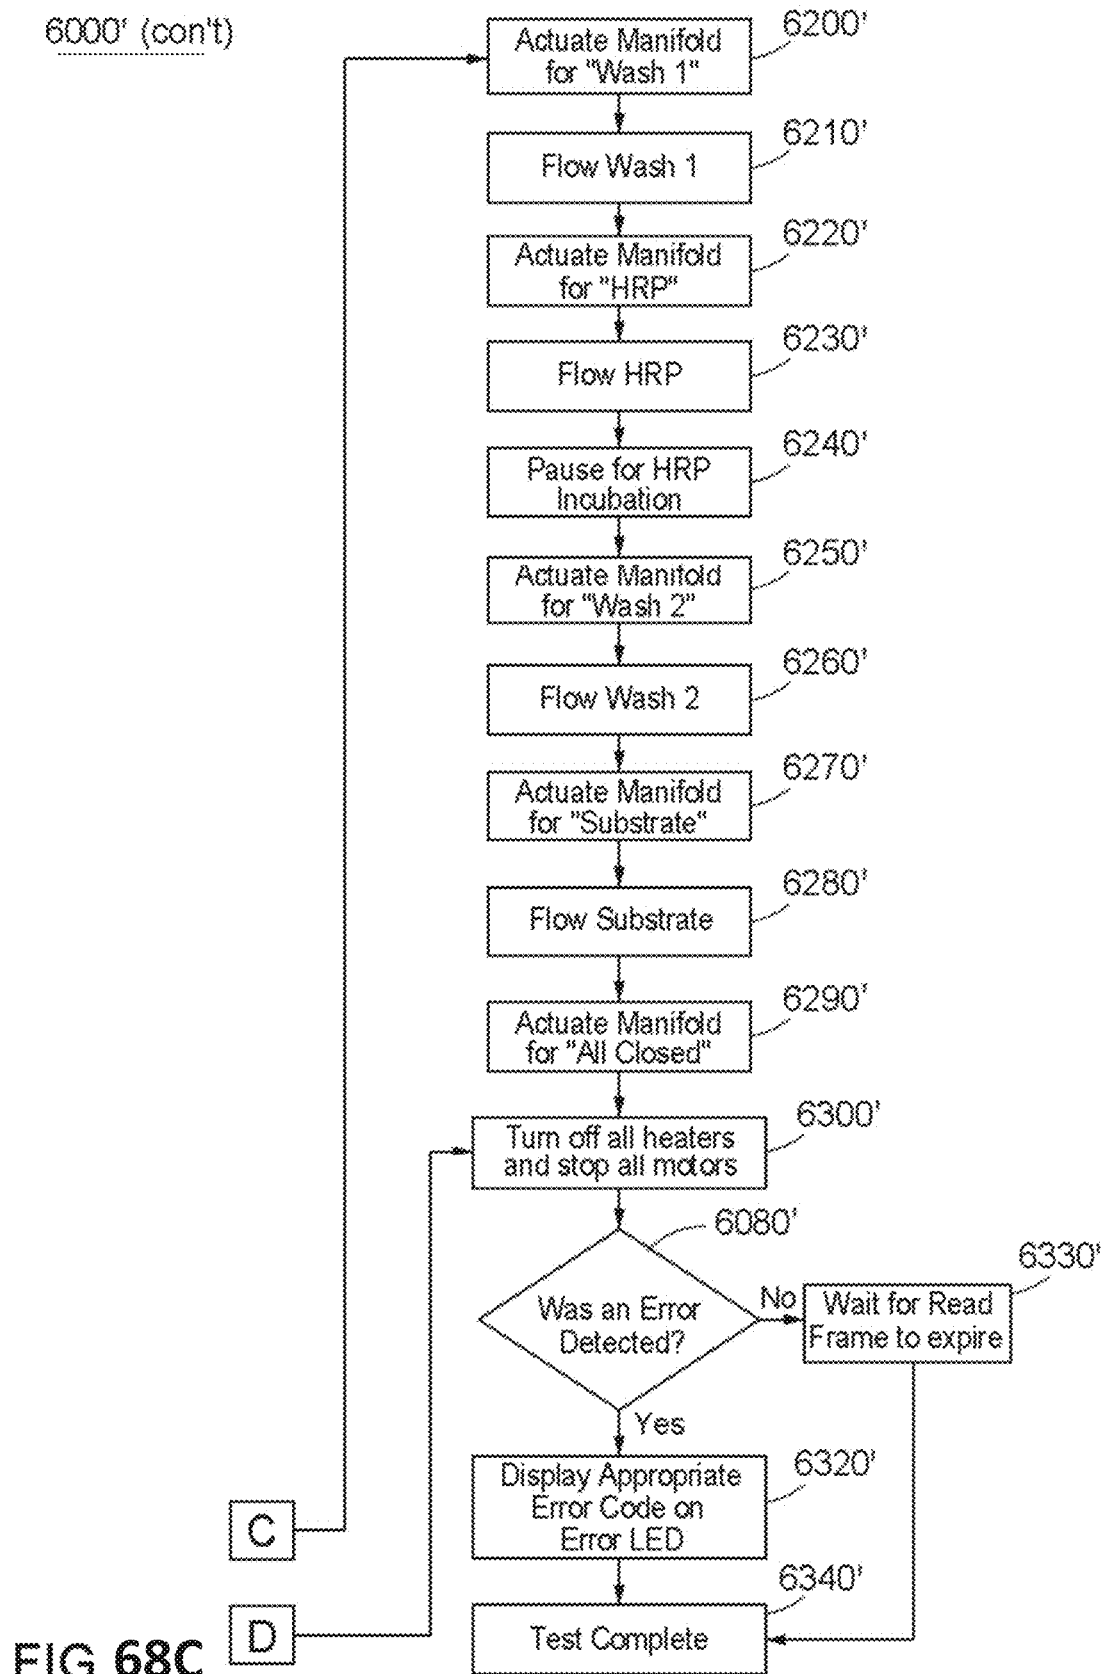 6000' (con't)
Actuate Manifold
for "Wash 1"
6200'
Flow Wash 1
6210'
Actuate Manifold
for "HRP"
6220'
Flow HRP
6230'
Pause for HRP
Incubation
6240'
Actuate Manifold
for "Wash 2"
6250'
Flow Wash 2
6260'
Actuate Manifold
for "Substrate"
6270'
Flow Substrate
6280'
Actuate Manifold
for "All Closed"
6290'
Turn off all heaters
and stop all motors
6300'
Was an Error
Detected?
6080'
No
Wait for Read
Frame to expire
6330'
Yes
Display Appropriate
Error Code on
Error LED
6320'
C
Test Complete
6340'
D
FIG 68C